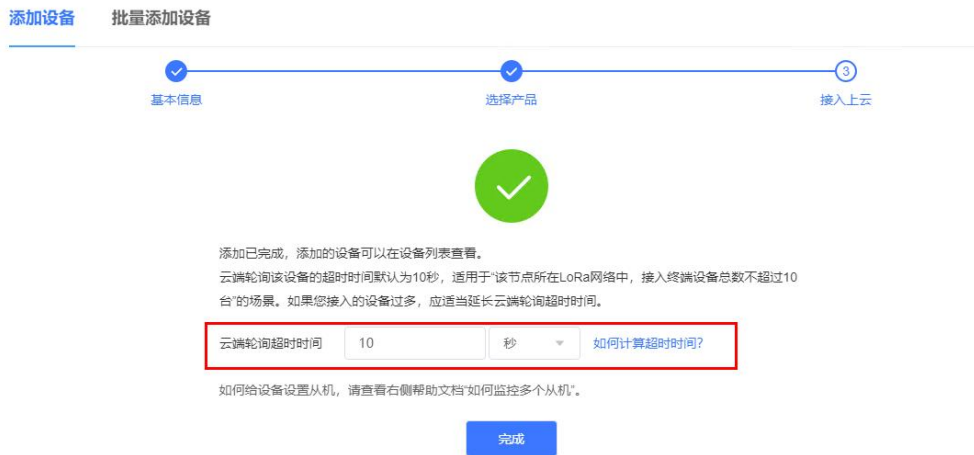 添加设备 批量添加设备
3
基本信息 选择产品 接入上云
添加已完成，添加的设备可以在设备列表查看。
云端轮询该设备的超时时间默认为10秒，适用于“该节点所在LoRa网络中，接入终端设备总数不超过10
台”的场景。如果您接入的设备过多，应适当延长云端轮询超时时间。
云端轮询超时时间 10 秒 如何计算超时时间?
如何给设备设置从机，请查看右侧帮助文档“如何监控多个从机”。
完成